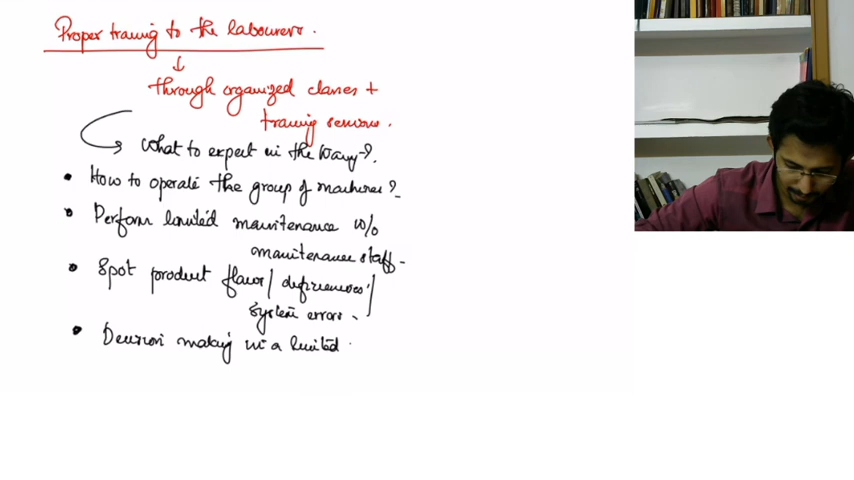 Proper training to the labourers.
through organized classes +
training sessions.
What to expect in the
How to operate the group of machines?
Perform limited maintenance w/o
maintenance staff.
Spot product flaws/ deficiencies/
system errors.
Decision making in a limited